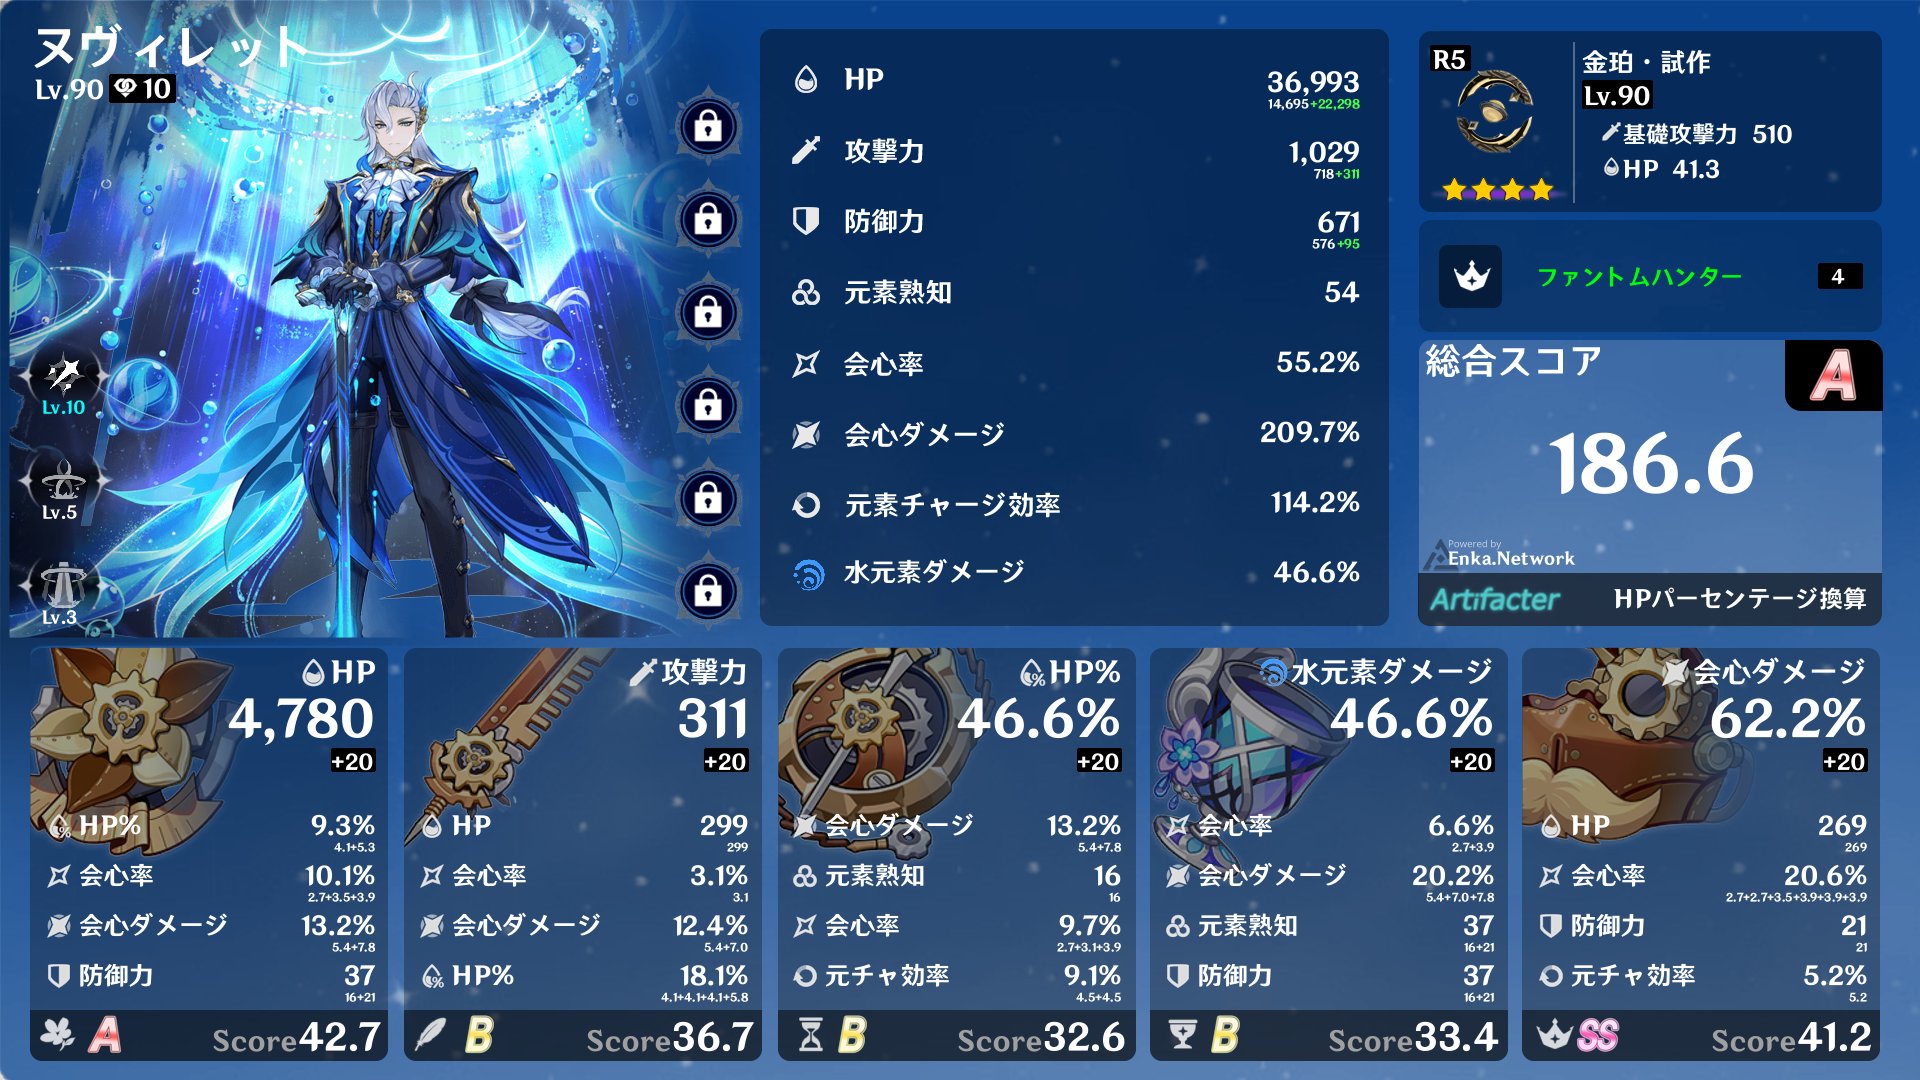 ヌヴィレット
Lv.90 10
Lv.10
Lv.5
Lv.3
HP 36,993
14,695+22,298
攻撃力 1,029
718+311
防御力 671
576+95
元素熟知 54
会心率 55.2%
会心ダメージ 209.7%
元素チャージ効率 114.2%
水元素ダメージ 46.6%
R5
金珀・試作
Lv.90
基礎攻撃力 510
HP 41.3
ファントムハンター 4
総合スコア A
186.6
Powered by
Enka.Network
Artifacter HPパーセンテージ換算
HP
4,780
+20
HP% 9.3%
4.1+5.3
会心率 10.1%
2.7+3.5+3.9
会心ダメージ 13.2%
5.4+7.8
防御力 37
16+21
A Score42.7
攻撃力
311
+20
HP 299
299
会心率 3.1%
3.1
会心ダメージ 12.4%
5.4+7.0
HP% 18.1%
4.1+4.1+4.1+5.8
B Score36.7
HP%
46.6%
+20
会心ダメージ 13.2%
5.4+7.8
元素熟知 16
16
会心率 9.7%
2.7+3.1+3.9
元チャ効率 9.1%
4.5+4.5
B Score32.6
水元素ダメージ
46.6%
+20
会心率 6.6%
2.7+3.9
会心ダメージ 20.2%
5.4+7.0+7.8
元素熟知 37
16+21
防御力 37
16+21
B Score33.4
会心ダメージ
62.2%
+20
HP 269
269
会心率 20.6%
2.7+2.7+3.5+3.9+3.9+3.9
防御力 21
21
元チャ効率 5.2%
5.2
SS Score41.2